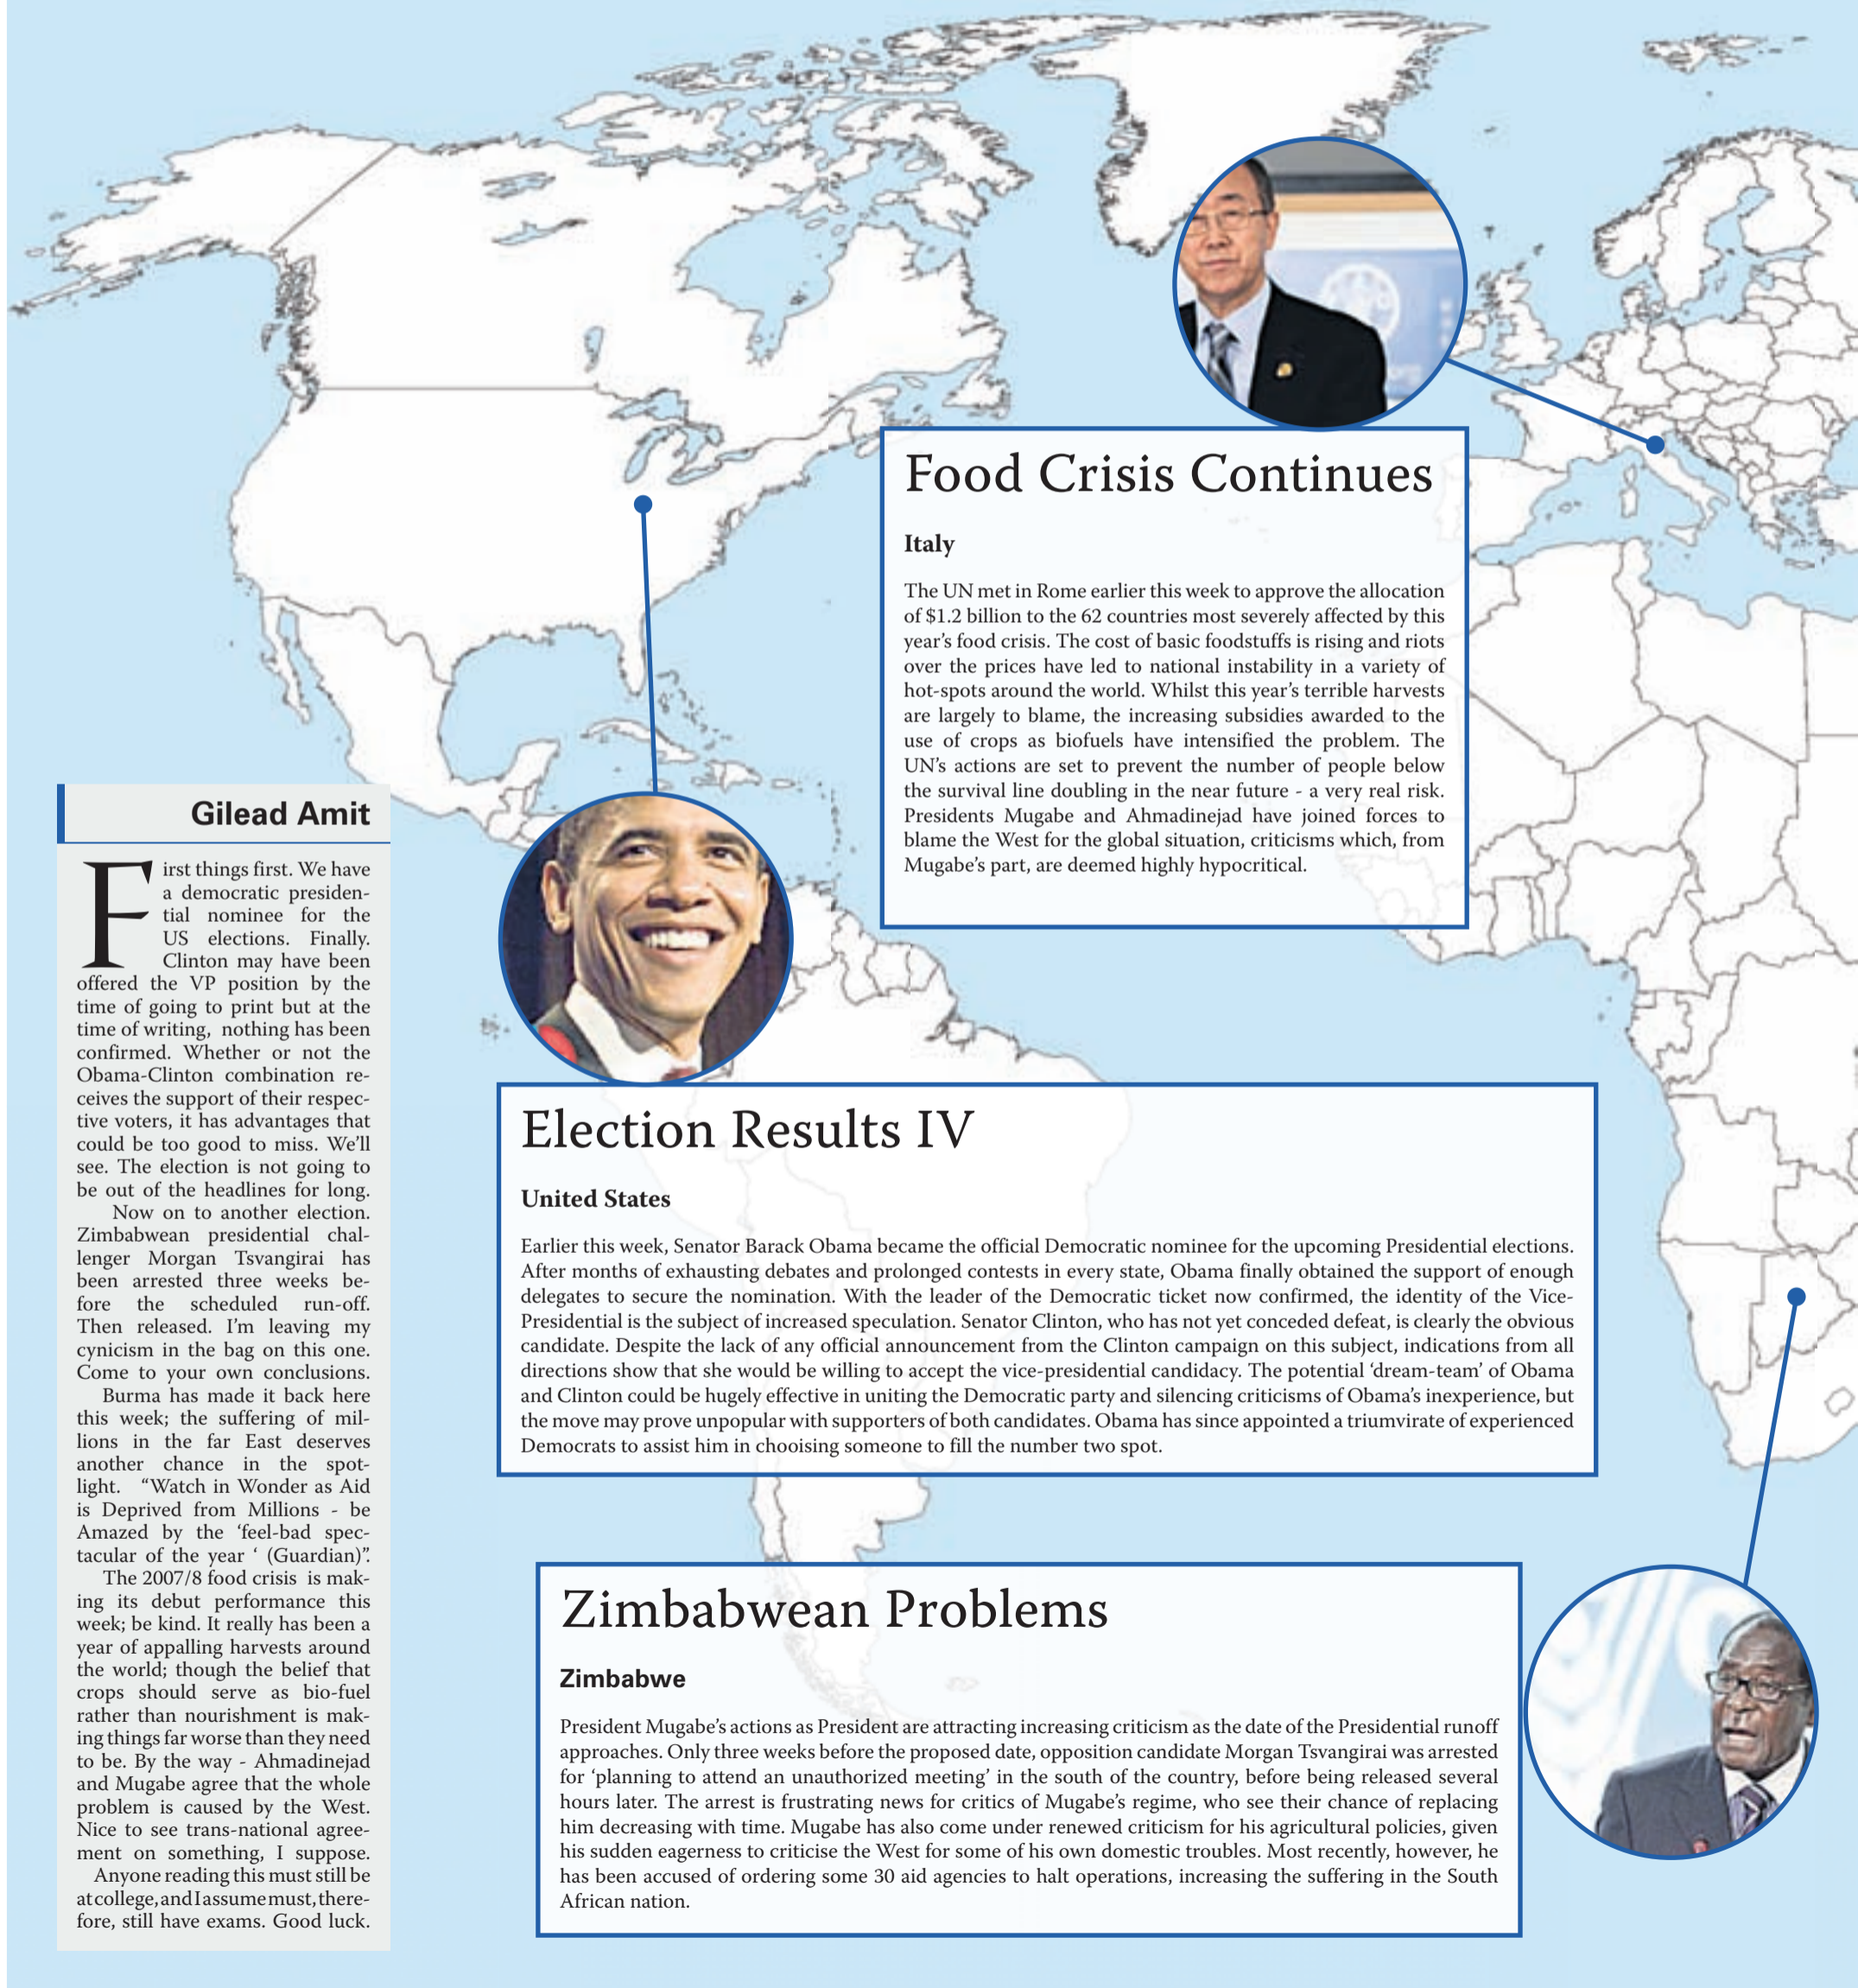 Food Crisis Continues
Italy
The UN met in Rome earlier this week to approve the allocation
of $1.2 billion to the 62 countries most severely affected by this
year's food crisis. The cost of basic foodstuffs is rising and riots
over the prices have led to national instability in a variety of
hot-spots around the world. Whilst this year's terrible harvests
are largely to blame, the increasing subsidies awarded to the
use of crops as biofuels have intensified the problem. The
UN's actions are set to prevent the number of people below
the survival line doubling in the near future - a very real risk.
Presidents Mugabe and Ahmadinejad have joined forces to
blame the West for the global situation, criticisms which, from
Mugabe's part, are deemed highly hypocritical.
Gilead Amit
First things first. We have
a democratic presiden-
tial nominee for the
US elections. Finally.
Clinton may have been
offered the VP position by the
time of going to print but at the
time of writing, nothing has been
confirmed. Whether or not the
Obama-Clinton combination re-
ceives the support of their respec-
tive voters, it has advantages that
could be too good to miss. We'll
see. The election is not going to
be out of the headlines for long.
Now on to another election.
Zimbabwean presidential chal-
lenger Morgan Tsvangirai has
been arrested three weeks be-
fore the scheduled run-off.
Then released. I'm leaving my
cynicism in the bag on this one.
Come to your own conclusions.
Burma has made it back here
this week; the suffering of mil-
lions in the far East deserves
another chance in the spot-
light. "Watch in Wonder as Aid
is Deprived from Millions - be
Amazed by the 'feel-bad spec-
tacular of the year ' (Guardian)".
The 2007/8 food crisis is mak-
ing its debut performance this
week; be kind. It really has been a
year of appalling harvests around
the world; though the belief that
crops should serve as bio-fuel
rather than nourishment is mak-
ing things far worse than they need
to be. By the way - Ahmadinejad
and Mugabe agree that the whole
problem is caused by the West.
Nice to see trans-national agree-
ment on something, I suppose.
Anyone reading this must still be
at college, and I assume must, there-
fore, still have exams. Good luck.
Election Results IV
United States
Earlier this week, Senator Barack Obama became the official Democratic nominee for the upcoming Presidential elections.
After months of exhausting debates and prolonged contests in every state, Obama finally obtained the support of enough
delegates to secure the nomination. With the leader of the Democratic ticket now confirmed, the identity of the Vice-
Presidential is the subject of increased speculation. Senator Clinton, who has not yet conceded defeat, is clearly the obvious
candidate. Despite the lack of any official announcement from the Clinton campaign on this subject, indications from all
directions show that she would be willing to accept the vice-presidential candidacy. The potential 'dream-team' of Obama
and Clinton could be hugely effective in uniting the Democratic party and silencing criticisms of Obama's inexperience, but
the move may prove unpopular with supporters of both candidates. Obama has since appointed a triumvirate of experienced
Democrats to assist him in chooising someone to fill the number two spot.
Zimbabwean Problems
Zimbabwe
President Mugabe's actions as President are attracting increasing criticism as the date of the Presidential runoff
approaches. Only three weeks before the proposed date, opposition candidate Morgan Tsvangirai was arrested
for 'planning to attend an unauthorized meeting' in the south of the country, before being released several
hours later. The arrest is frustrating news for critics of Mugabe's regime, who see their chance of replacing
him decreasing with time. Mugabe has also come under renewed criticism for his agricultural policies, given
his sudden eagerness to criticise the West for some of his own domestic troubles. Most recently, however, he
has been accused of ordering some 30 aid agencies to halt operations, increasing the suffering in the South
African nation.